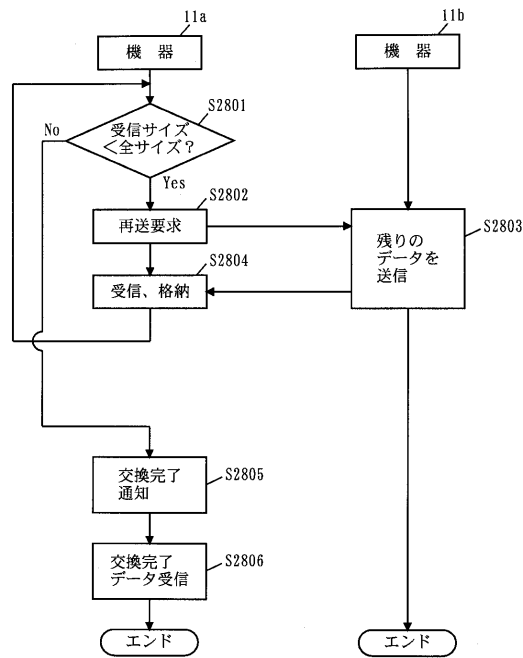 11a
11b
機 器
機 器
S2801
受信サイズ
<全サイズ?
No
Yes
S2802
再送要求
S2803
残りの
データを
送信
S2804
受信、格納
交換完了
通知
S2805
交換完了
データ受信
S2806
エンド
エンド